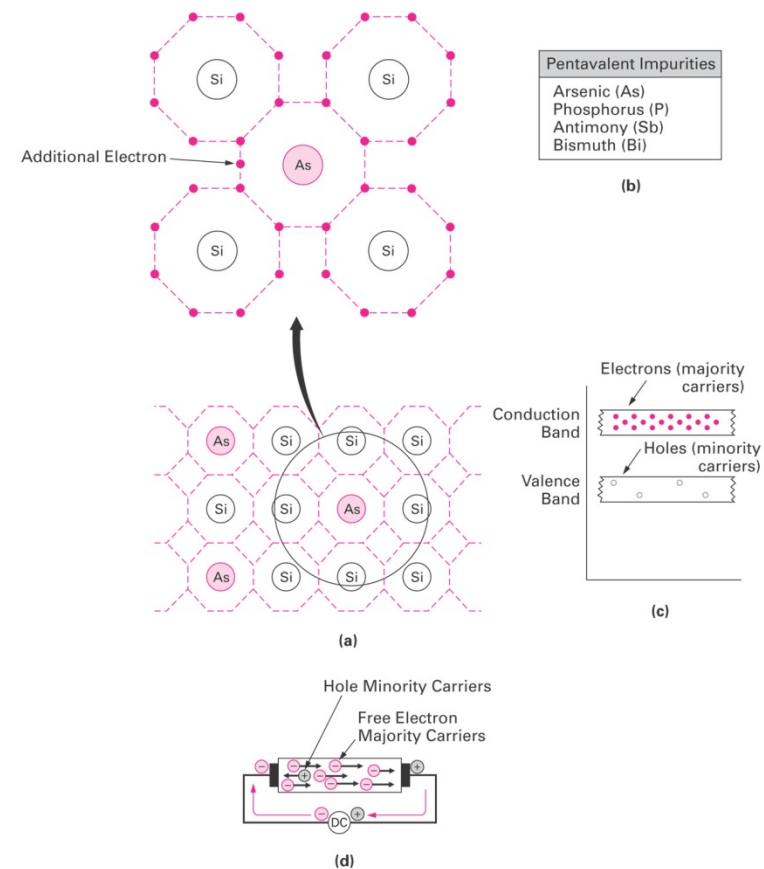 Si
Si
Additional Electron
As
Si
Si
Pentavalent Impurities
Arsenic (As)
Phosphorus (P)
Antimony (Sb)
Bismuth (Bi)
(b)
As
Si
Si
Si
Si
Si
As
Si
As
Si
Si
Si
(a)
Electrons (majority
carriers)
Conduction
Band
Holes (minority
carriers)
Valence
Band
(c)
Hole Minority Carriers
Free Electron
Majority Carriers
− − − +
− + − −
− − −
− + 
DC
(d)